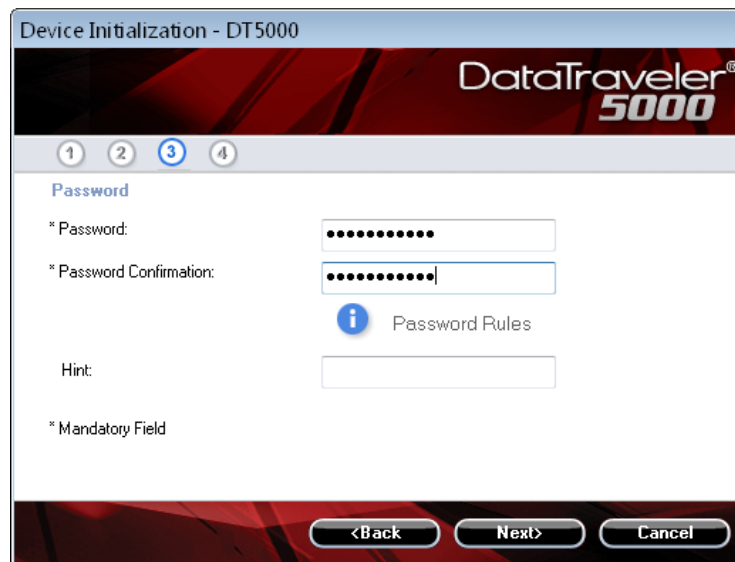 Device Initialization - DT5000
DataTraveler®
5000
1 2 3 4
Password
* Password: •••••••••••
* Password Confirmation: •••••••••••
i Password Rules
Hint:
* Mandatory Field
<Back Next> Cancel